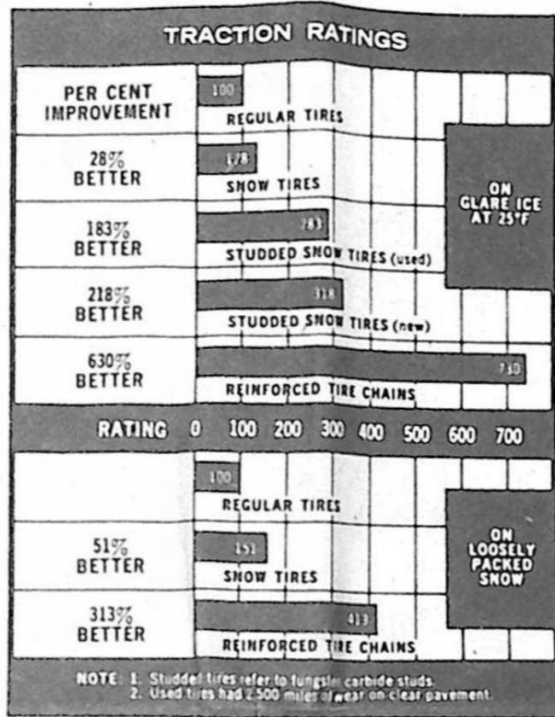 TRACTION RATINGS
PER CENT
IMPROVEMENT
100
REGULAR TIRES
28%
BETTER
128
SNOW TIRES
ON
GLARE ICE
AT 25°F
183%
BETTER
283
STUDDED SNOW TIRES (used)
218%
BETTER
318
STUDDED SNOW TIRES (new)
630%
BETTER
730
REINFORCED TIRE CHAINS
RATING 0 100 200 300 400 500 600 700
100
REGULAR TIRES
51%
BETTER
151
SNOW TIRES
ON
LOOSELY
PACKED
SNOW
313%
BETTER
413
REINFORCED TIRE CHAINS
NOTE: 1. Studded tires refer to tungsten carbide studs.
2. Used tires had 2,500 miles of wear on clear pavement.